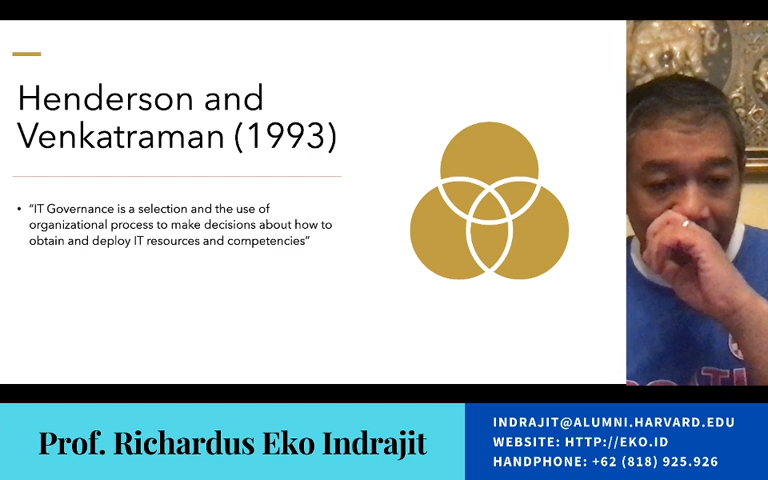 Henderson and
Venkatraman (1993)
• "IT Governance is a selection and the use of
organizational process to make decisions about how to
obtain and deploy IT resources and competencies"
Prof. Richardus Eko Indrajit
INDRAJIT@ALUMNI.HARVARD.EDU
WEBSITE: HTTP://EKO.ID
HANDPHONE: +62 (818) 925.926